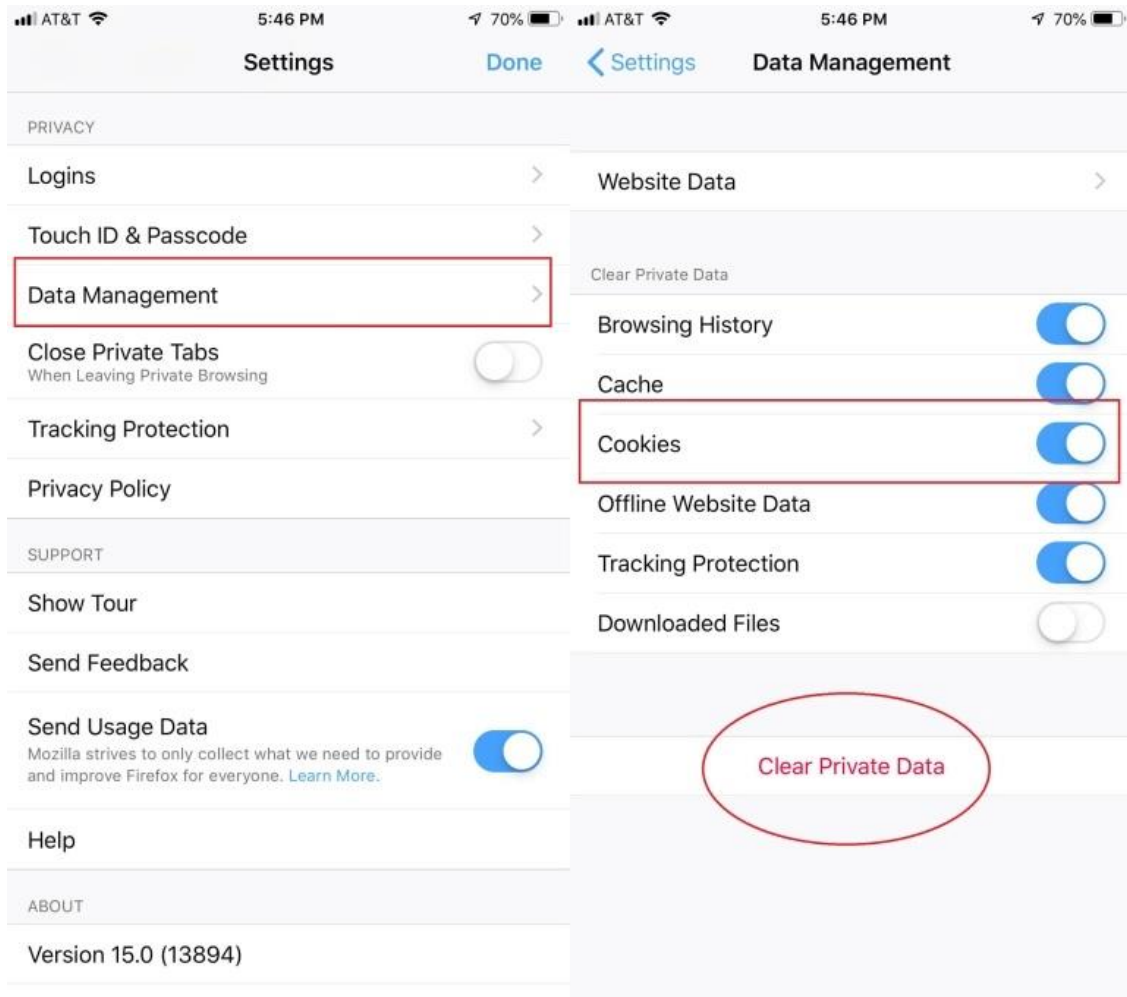 AT&T 5:46 PM 70%
Settings Done
PRIVACY
Logins
Touch ID & Passcode
Data Management
Close Private Tabs
When Leaving Private Browsing
Tracking Protection
Privacy Policy
SUPPORT
Show Tour
Send Feedback
Send Usage Data
Mozilla strives to only collect what we need to provide
and improve Firefox for everyone. Learn More.
Help
ABOUT
Version 15.0 (13894)
AT&T 5:46 PM 70%
Settings Data Management
Website Data
Clear Private Data
Browsing History
Cache
Cookies
Offline Website Data
Tracking Protection
Downloaded Files
Clear Private Data